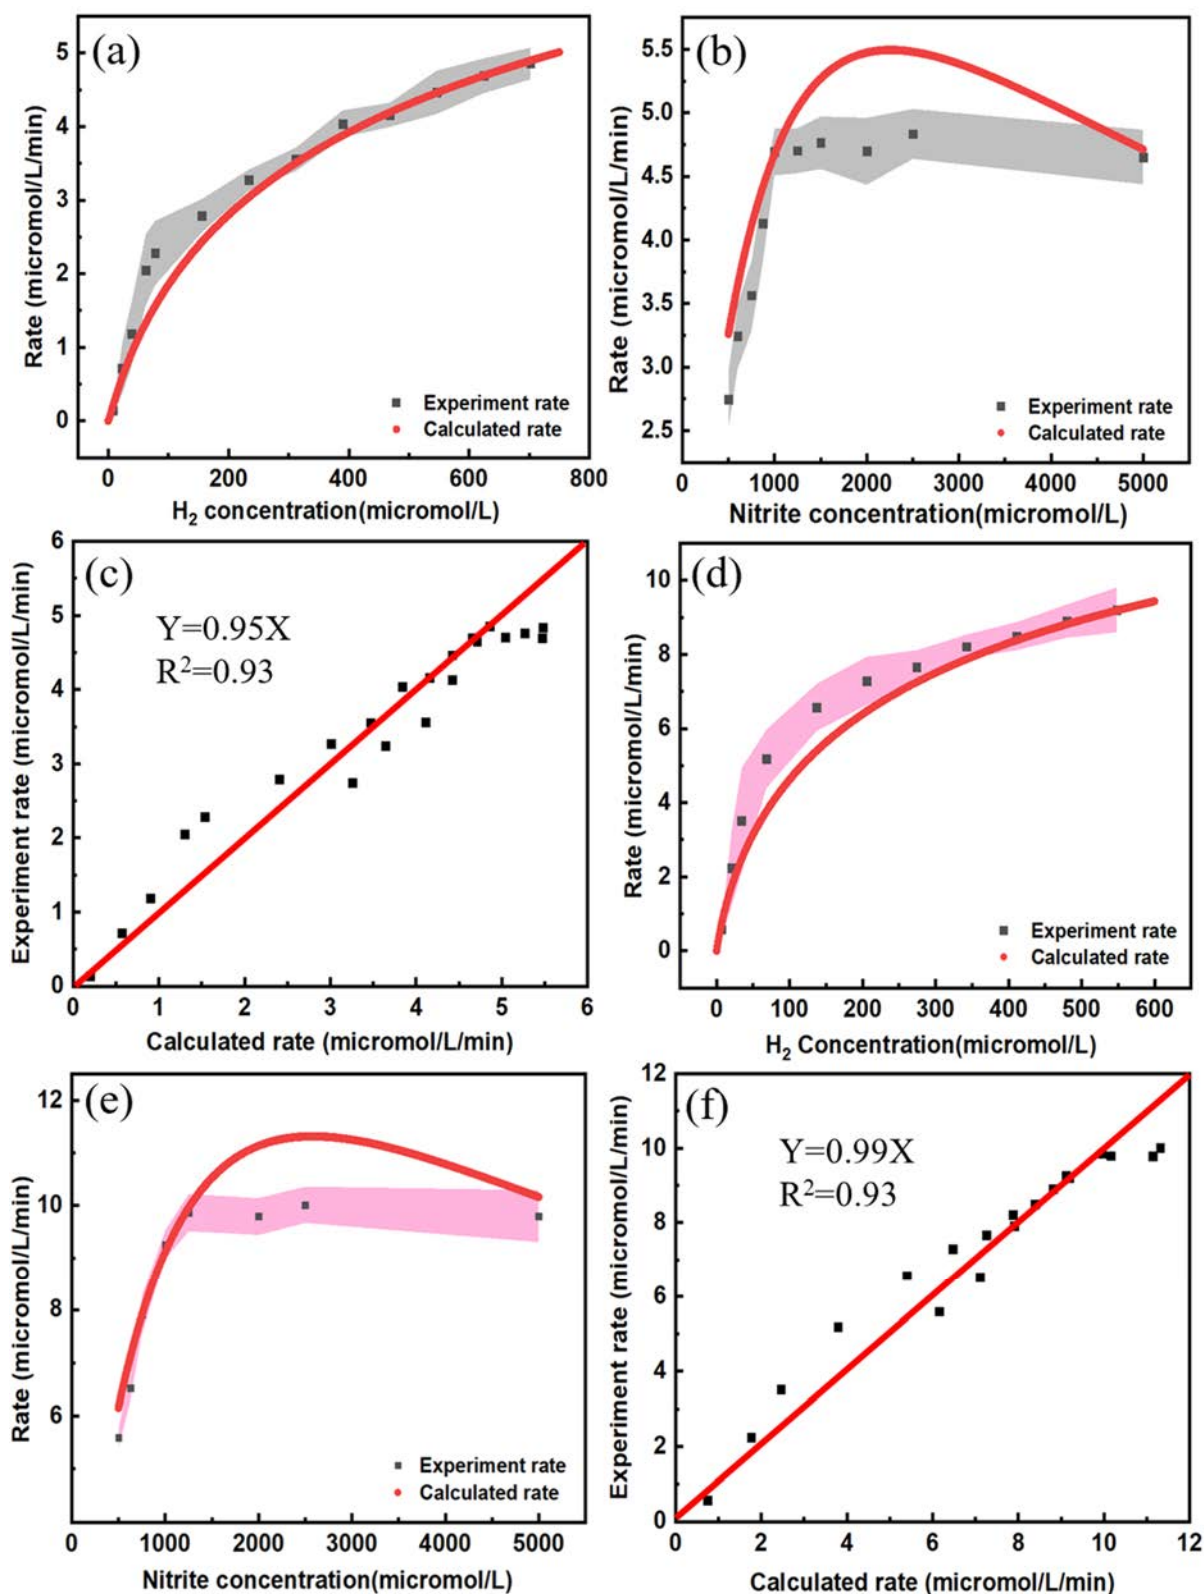 (a)
5
4
3
2
1
0
Rate (micromol/L/min)
Experiment rate
Calculated rate
0 200 400 600 800
H2 concentration(micromol/L)
(b)
5.5
5.0
4.5
4.0
3.5
3.0
2.5
Rate (micromol/L/min)
Experiment rate
Calculated rate
0 1000 2000 3000 4000 5000
Nitrite concentration(micromol/L)
(c)
Y=0.95X
R2=0.93
6
5
4
3
2
1
0
Experiment rate (micromol/L/min)
0 1 2 3 4 5 6
Calculated rate (micromol/L/min)
(d)
10
8
6
4
2
0
Rate (micromol/L/min)
Experiment rate
Calculated rate
0 100 200 300 400 500 600
H2 Concentration(micromol/L)
(e)
12
10
8
6
Rate (micromol/L/min)
Experiment rate
Calculated rate
0 1000 2000 3000 4000 5000
Nitrite concentration(micromol/L)
(f)
Y=0.99X
R2=0.93
12
10
8
6
4
2
0
Experiment rate (micromol/L/min)
0 2 4 6 8 10 12
Calculated rate (micromol/L/min)